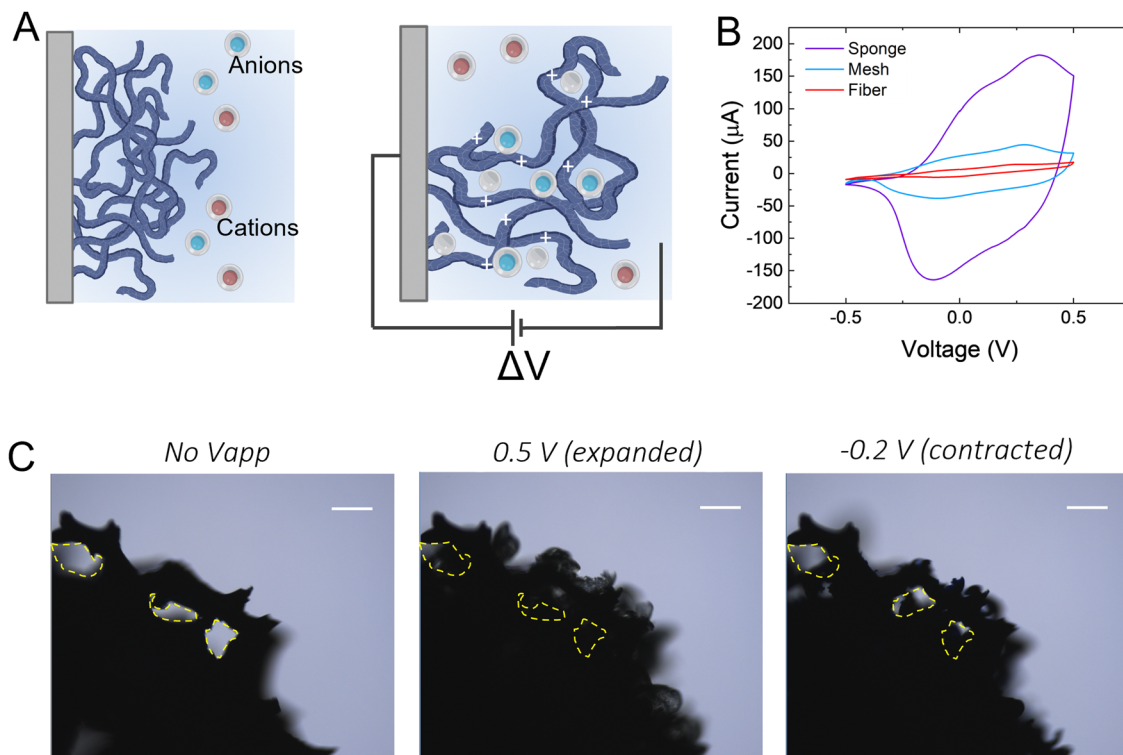 A
Anions
Cations
+
+
+
+
+
+
+
+
+
ΔV
B
200
150
100
50
0
-50
-100
-150
-200
Current (μA)
Sponge
Mesh
Fiber
-0.5
0.0
0.5
Voltage (V)
C
No Vapp
0.5 V (expanded)
-0.2 V (contracted)